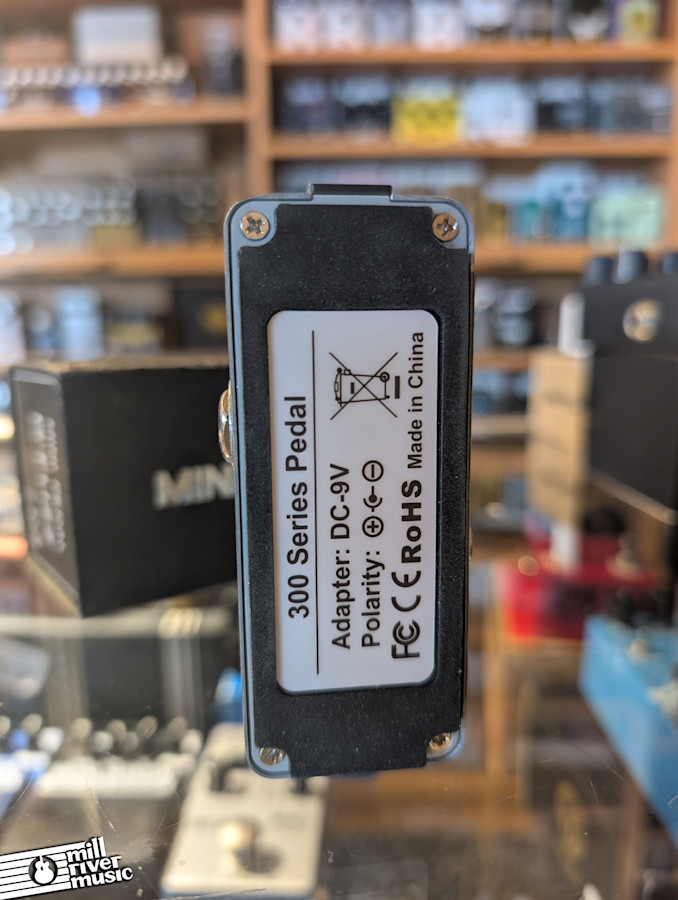 300 Series Pedal
Adapter: DC-9V
Polarity:
FC CE RoHS Made in China
MIN
mill
river
music